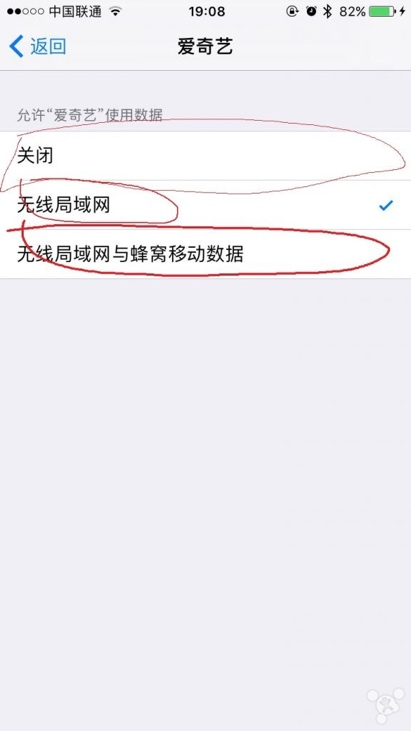 中国联通 19:08 82%
返回 爱奇艺
允许“爱奇艺”使用数据
关闭
无线局域网
无线局域网与蜂窝移动数据